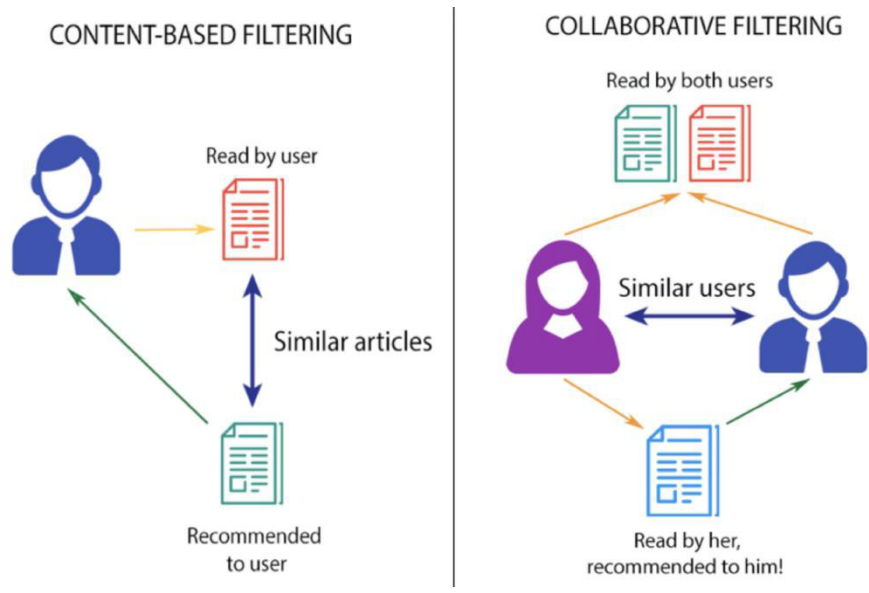 CONTENT-BASED FILTERING
Read by user
Similar articles
Recommended
to user
COLLABORATIVE FILTERING
Read by both users
Similar users
Read by her,
recommended to him!